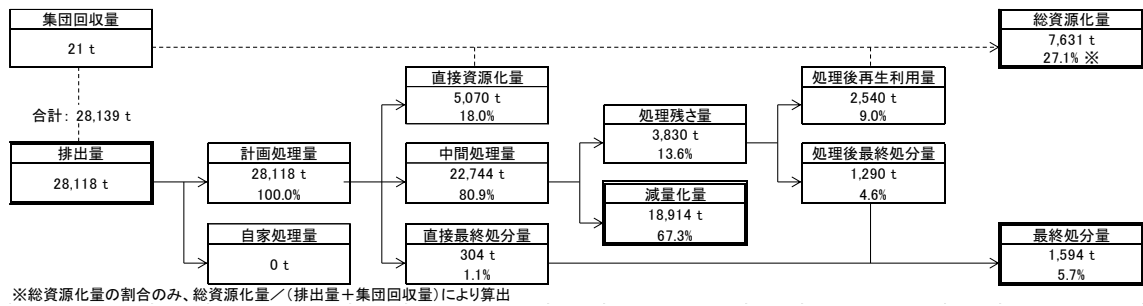 集団回収量
21 t
総資源化量
7,631 t
27.1% ※
直接資源化量
5,070 t
18.0%
処理後再生利用量
2,540 t
9.0%
合計： 28,139 t
処理残さ量
3,830 t
13.6%
排出量
28,118 t
計画処理量
28,118 t
100.0%
中間処理量
22,744 t
80.9%
処理後最終処分量
1,290 t
4.6%
減量化量
18,914 t
67.3%
自家処理量
0 t
直接最終処分量
304 t
1.1%
最終処分量
1,594 t
5.7%
※総資源化量の割合のみ、総資源化量／(排出量＋集団回収量)により算出